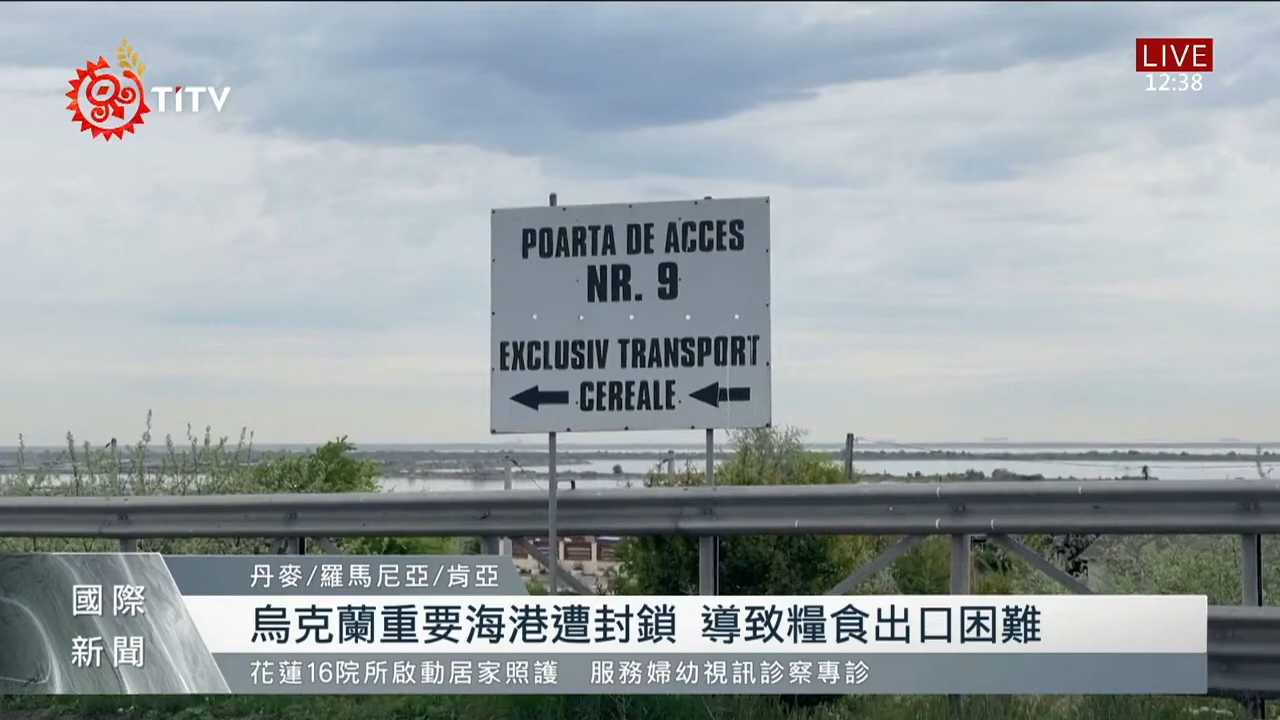 TITV
LIVE
12:38
POARTA DE ACCES
NR. 9
EXCLUSIV TRANSPORT
CEREALE
國際
新聞
丹麥/羅馬尼亞/肯亞
烏克蘭重要海港遭封鎖 導致糧食出口困難
花蓮16院所啟動居家照護 服務婦幼視訊診察專診